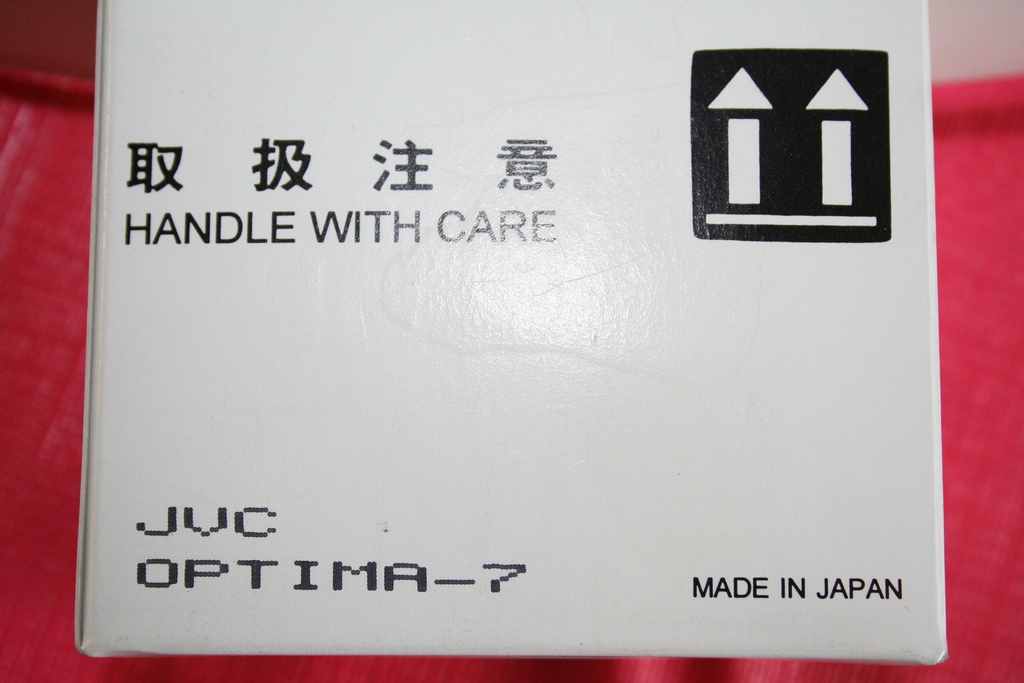 取扱注意
HANDLE WITH CARE
JVC
OPTIMA-7
MADE IN JAPAN